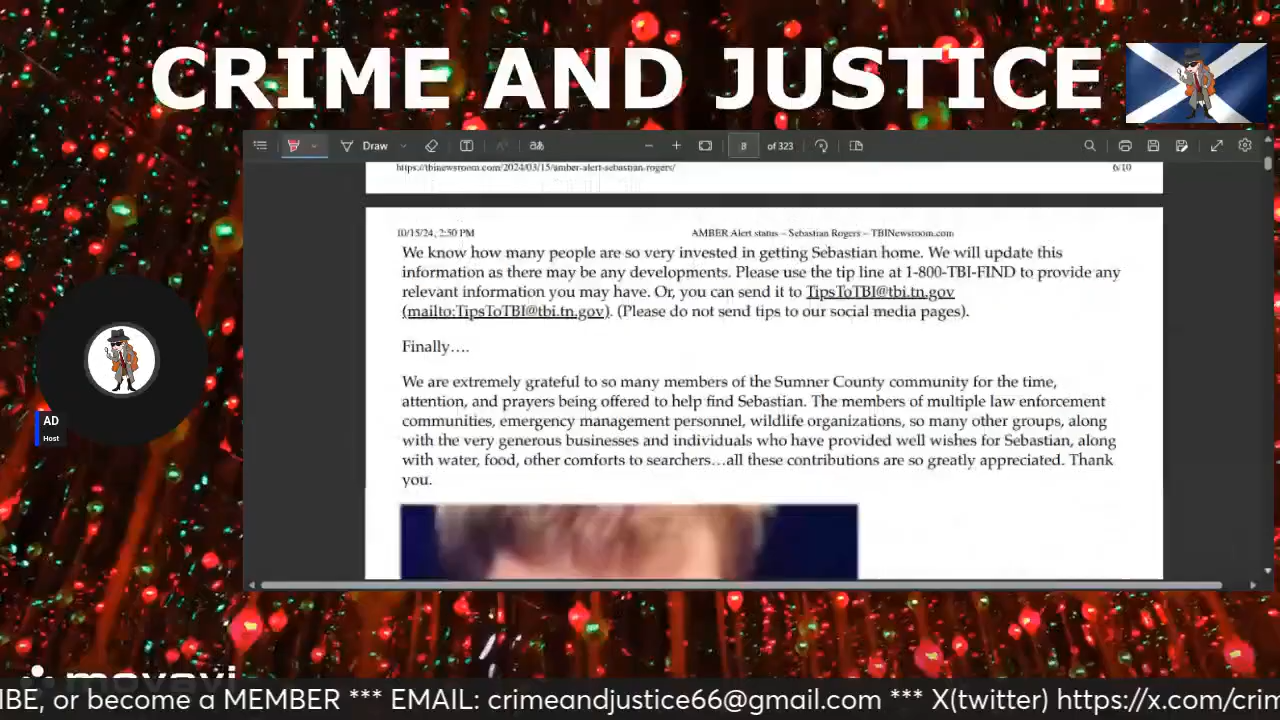 CRIME AND JUSTICE
Draw
8 of 323
https://tbinewsroom.com/2024/03/15/amber-alert-sebastian-rogers/ 6/10
10/15/24, 2:50 PM AMBER Alert status – Sebastian Rogers – TBINewsroom.com
We know how many people are so very invested in getting Sebastian home. We will update this
information as there may be any developments. Please use the tip line at 1-800-TBI-FIND to provide any
relevant information you may have. Or, you can send it to TipsToTBI@tbi.tn.gov
(mailto:TipsToTBI@tbi.tn.gov). (Please do not send tips to our social media pages).
Finally….
We are extremely grateful to so many members of the Sumner County community for the time,
attention, and prayers being offered to help find Sebastian. The members of multiple law enforcement
communities, emergency management personnel, wildlife organizations, so many other groups, along
with the very generous businesses and individuals who have provided well wishes for Sebastian, along
with water, food, other comforts to searchers…all these contributions are so greatly appreciated. Thank
you.
AD
Host
movavi
IBE, or become a MEMBER *** EMAIL: crimeandjustice66@gmail.com *** X(twitter) https://x.com/crim